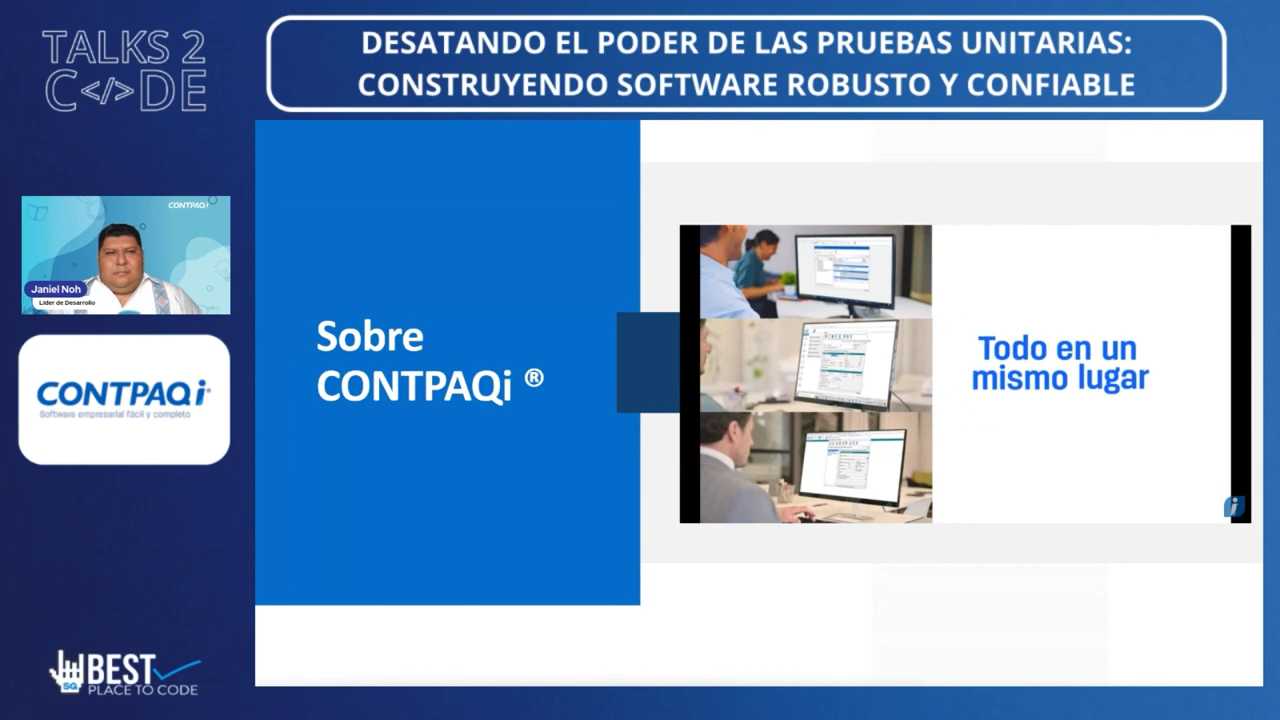 TALKS 2
C</>DE
DESATANDO EL PODER DE LAS PRUEBAS UNITARIAS:
CONSTRUYENDO SOFTWARE ROBUSTO Y CONFIABLE
CONTPAQi
Janiel Noh
Líder de Desarrollo
CONTPAQi®
Software empresarial fácil y completo
Sobre
CONTPAQi ®
Todo en un
mismo lugar
i
SG
BEST
PLACE TO CODE